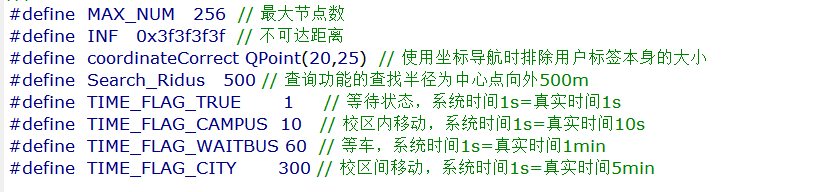 #define MAX_NUM 256 // 最大节点数
#define INF 0x3f3f3f3f // 不可达距离
#define coordinateCorrect QPoint(20,25) // 使用坐标导航时排除用户标签本身的大小
#define Search_Ridus 500 // 查询功能的查找半径为中心点向外500m
#define TIME_FLAG_TRUE 1 // 等待状态，系统时间1s=真实时间1s
#define TIME_FLAG_CAMPUS 10 // 校区内移动，系统时间1s=真实时间10s
#define TIME_FLAG_WAITBUS 60 // 等车，系统时间1s=真实时间1min
#define TIME_FLAG_CITY 300 // 校区间移动，系统时间1s=真实时间5min